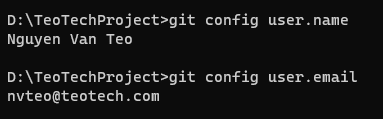 D:\TeoTechProject>git config user.name
Nguyen Van Teo
D:\TeoTechProject>git config user.email
nvteo@teotech.com